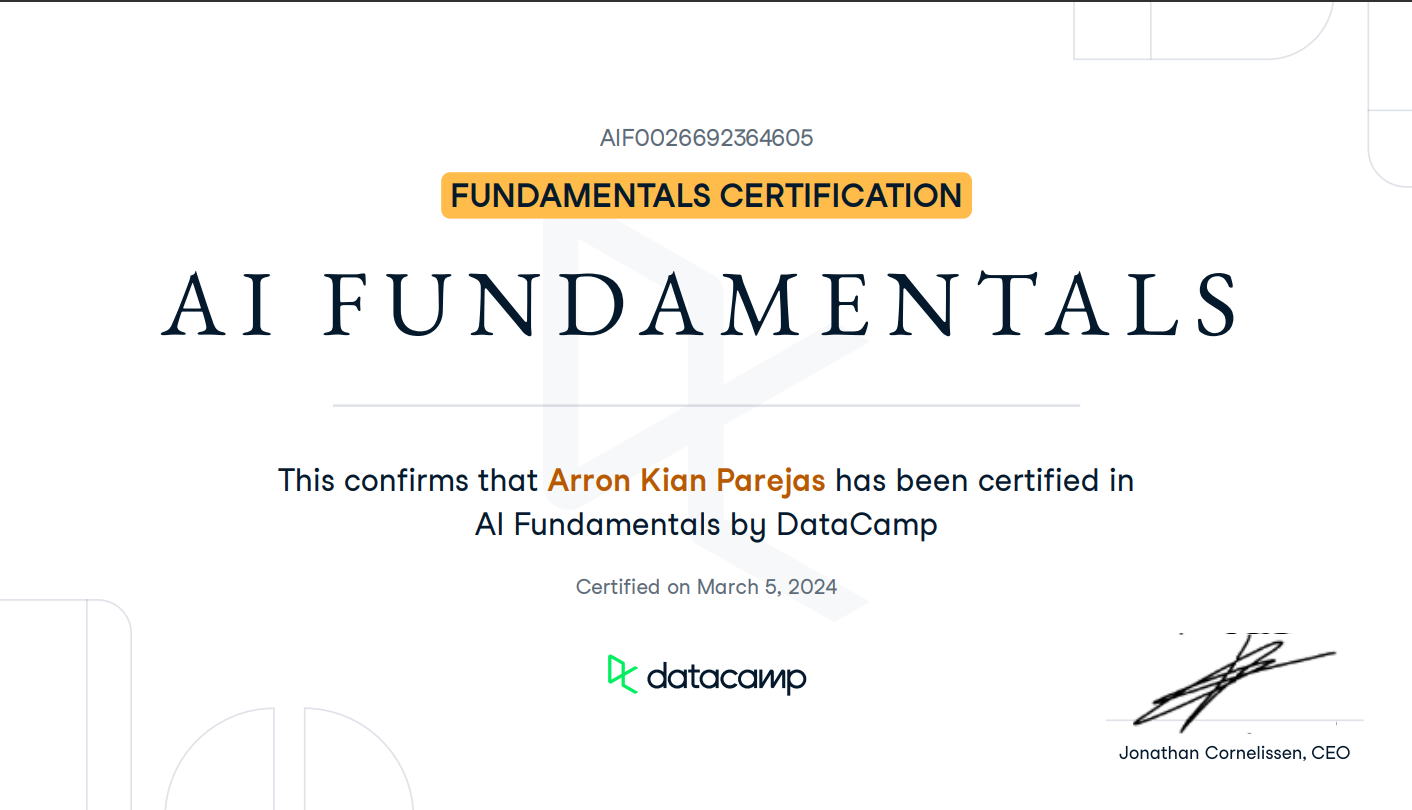 AIF0026692364605
FUNDAMENTALS CERTIFICATION
AI FUNDAMENTALS
This confirms that Arron Kian Parejas has been certified in
AI Fundamentals by DataCamp
Certified on March 5, 2024
datacamp
Jonathan Cornelissen, CEO